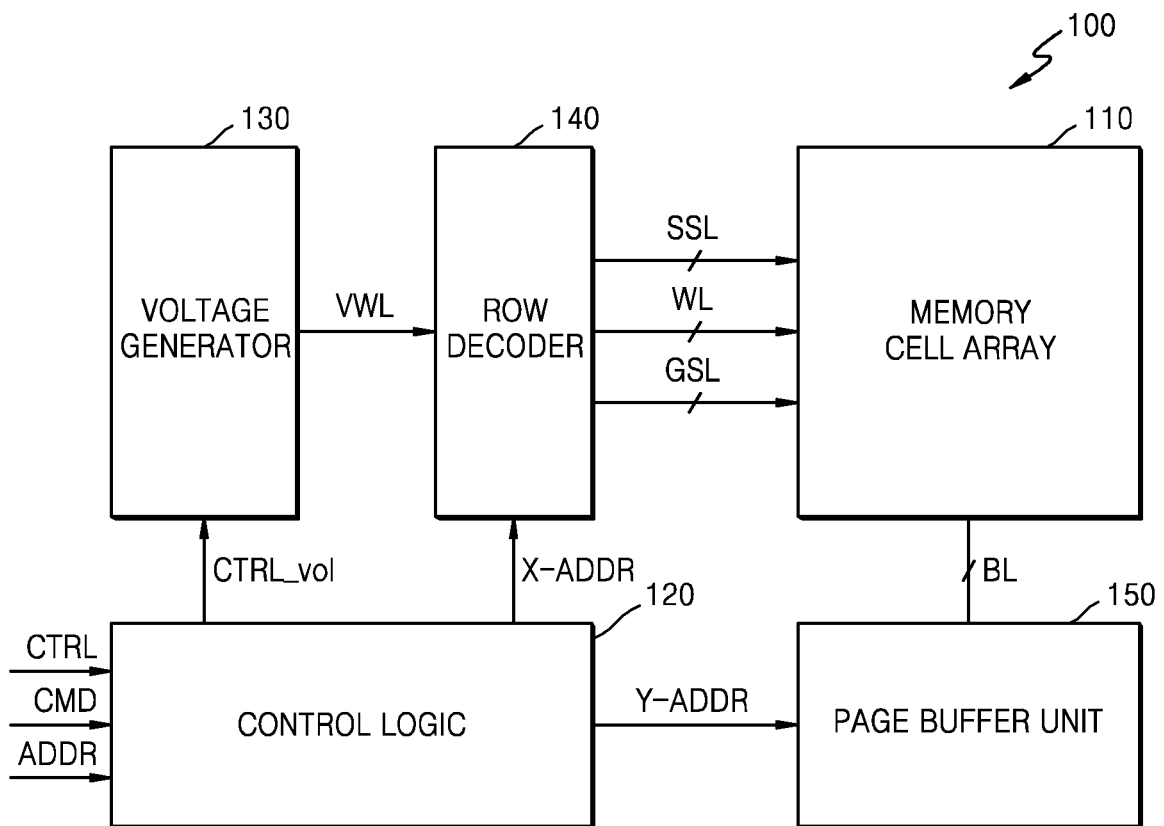 100
130
140
110
SSL
VOLTAGE
GENERATOR
VWL
ROW
DECODER
WL
MEMORY
CELL ARRAY
GSL
CTRL_vol
X-ADDR
BL
120
150
CTRL
CMD
ADDR
CONTROL LOGIC
Y-ADDR
PAGE BUFFER UNIT